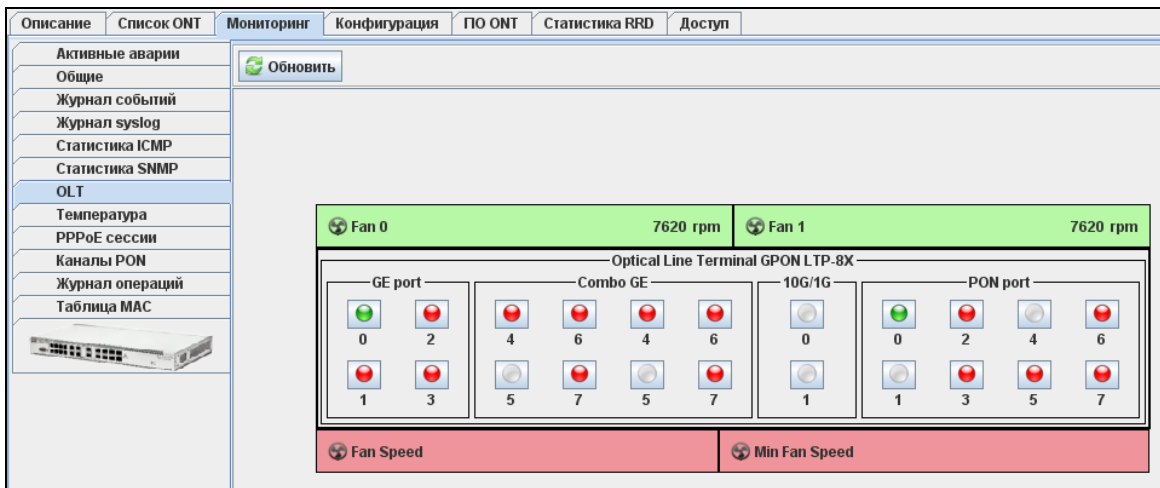 Описание Список ONT Мониторинг Конфигурация ПО ONT Статистика RRD Доступ
Активные аварии
Общие
Журнал событий
Журнал syslog
Статистика ICMP
Статистика SNMP
OLT
Температура
PPPoE сессии
Каналы PON
Журнал операций
Таблица MAC
Обновить
Fan 0 7620 rpm Fan 1 7620 rpm
Optical Line Terminal GPON LTP-8X
GE port Combo GE 10G/1G PON port
0 2 4 6 4 6 0 0 2 4 6
1 3 5 7 5 7 1 1 3 5 7
Fan Speed Min Fan Speed